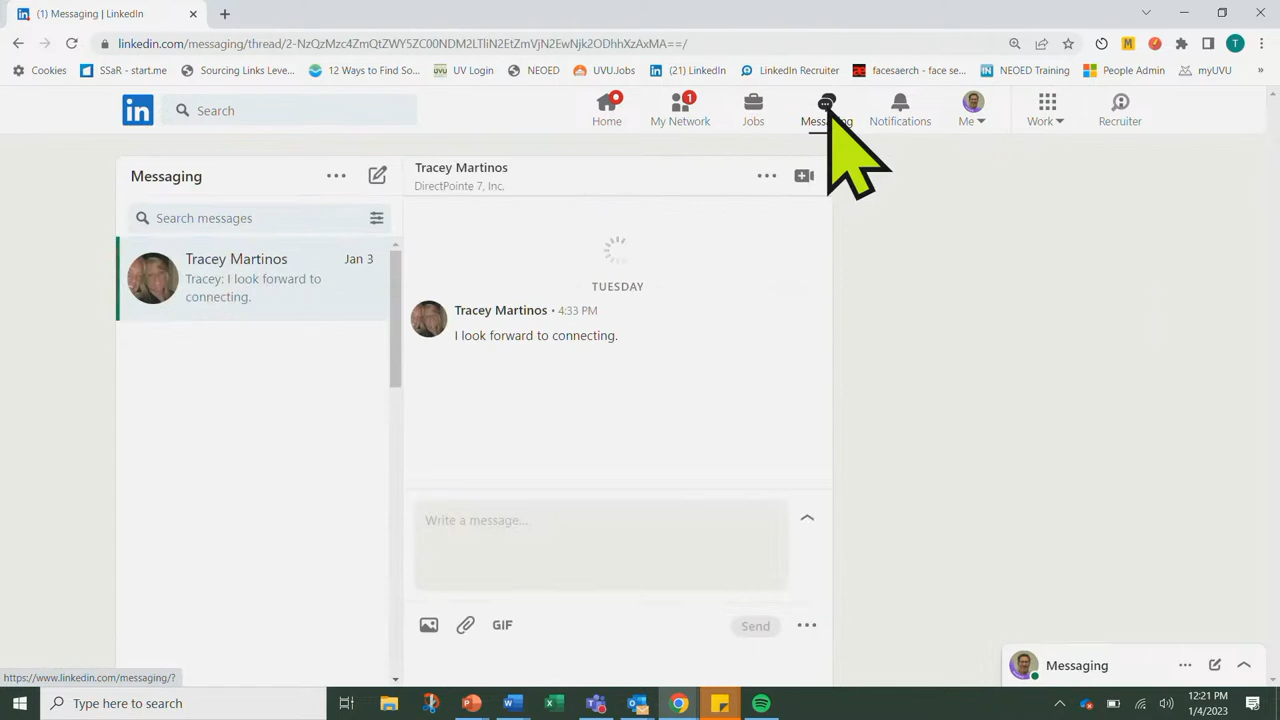 (1) Messaging | LinkedIn
linkedin.com/messaging/thread/2-NzQzMzc4ZmQtZWY5ZC00NDM2LTliN2EtZmVjN2EwNjk2ODhhXzAxMA==/
Cookies
SSaR - start.me
Sourcing Links Level...
12 Ways to Find So...
UV Login
NEOED
UVU.Jobs
(21) LinkedIn
LinkedIn Recruiter
facesaerch - face se...
NEOED Training
People Admin
myUVU
»
in
Search
Home
1
My Network
Jobs
Notifications
Me
Work
Recruiter
Messaging
Search messages
Tracey Martinos
Jan 3
Tracey: I look forward to
connecting.
Tracey Martinos
DirectPointe 7, Inc.
TUESDAY
Tracey Martinos • 4:33 PM
I look forward to connecting.
Write a message...
GIF
Send
Messaging
https://www.linkedin.com/messaging/?
Type here to search
12:21 PM
1/4/2023